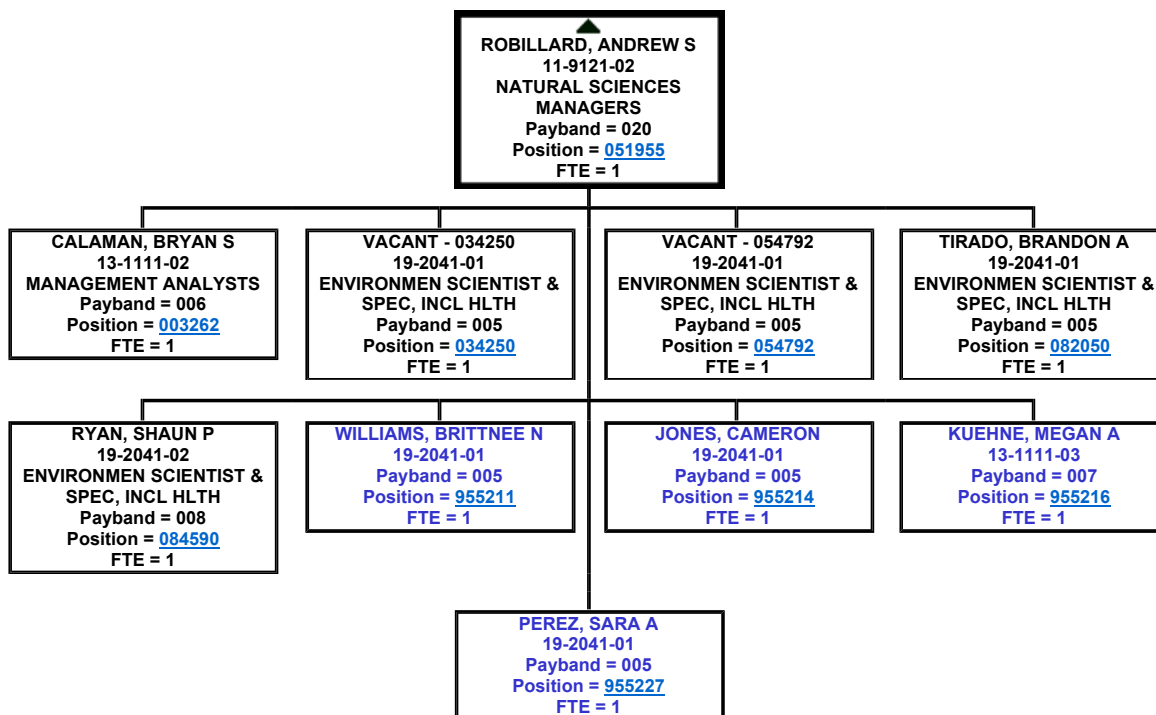 ROBILLARD, ANDREW S
11-9121-02
NATURAL SCIENCES
MANAGERS
Payband = 020
Position = 051955
FTE = 1
CALAMAN, BRYAN S
13-1111-02
MANAGEMENT ANALYSTS
Payband = 006
Position = 003262
FTE = 1
VACANT - 034250
19-2041-01
ENVIRONMEN SCIENTIST &
SPEC, INCL HLTH
Payband = 005
Position = 034250
FTE = 1
VACANT - 054792
19-2041-01
ENVIRONMEN SCIENTIST &
SPEC, INCL HLTH
Payband = 005
Position = 054792
FTE = 1
TIRADO, BRANDON A
19-2041-01
ENVIRONMEN SCIENTIST &
SPEC, INCL HLTH
Payband = 005
Position = 082050
FTE = 1
RYAN, SHAUN P
19-2041-02
ENVIRONMEN SCIENTIST &
SPEC, INCL HLTH
Payband = 008
Position = 084590
FTE = 1
WILLIAMS, BRITTNEE N
19-2041-01
Payband = 005
Position = 955211
FTE = 1
JONES, CAMERON
19-2041-01
Payband = 005
Position = 955214
FTE = 1
KUEHNE, MEGAN A
13-1111-03
Payband = 007
Position = 955216
FTE = 1
PEREZ, SARA A
19-2041-01
Payband = 005
Position = 955227
FTE = 1